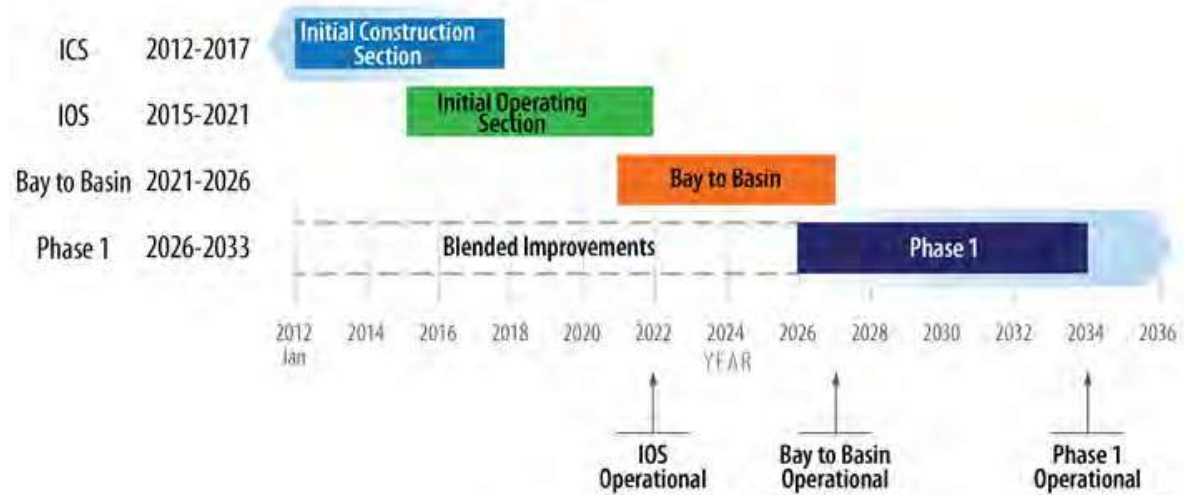 ICS 2012-2017 Initial Construction
Section
IOS 2015-2021 Initial Operating
Section
Bay to Basin 2021-2026 Bay to Basin
Phase 1 2026-2033 Blended Improvements Phase 1
2012 2014 2016 2018 2020 2022 2024 2026 2028 2030 2032 2034 2036
Jan
YEAR
IOS
Operational
Bay to Basin
Operational
Phase 1
Operational